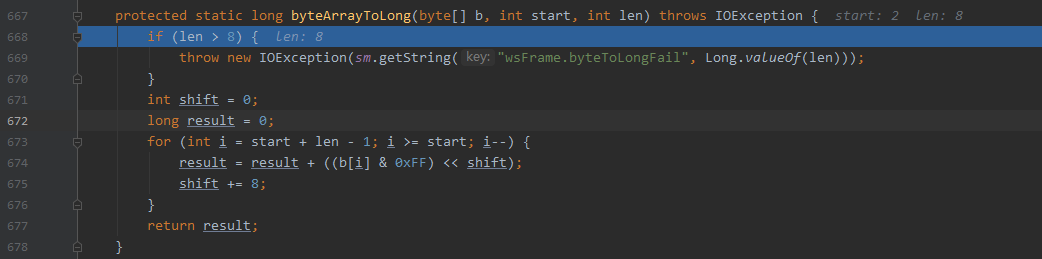 667 protected static long byteArrayToLong(byte[] b, int start, int len) throws IOException { start: 2 len: 8
668 if (len > 8) { len: 8
669 throw new IOException(sm.getString( key: "wsFrame.byteToLongFail", Long.valueOf(len)));
670 }
671 int shift = 0;
672 long result = 0;
673 for (int i = start + len - 1; i >= start; i--) {
674 result = result + ((b[i] & 0xFF) << shift);
675 shift += 8;
676 }
677 return result;
678 }